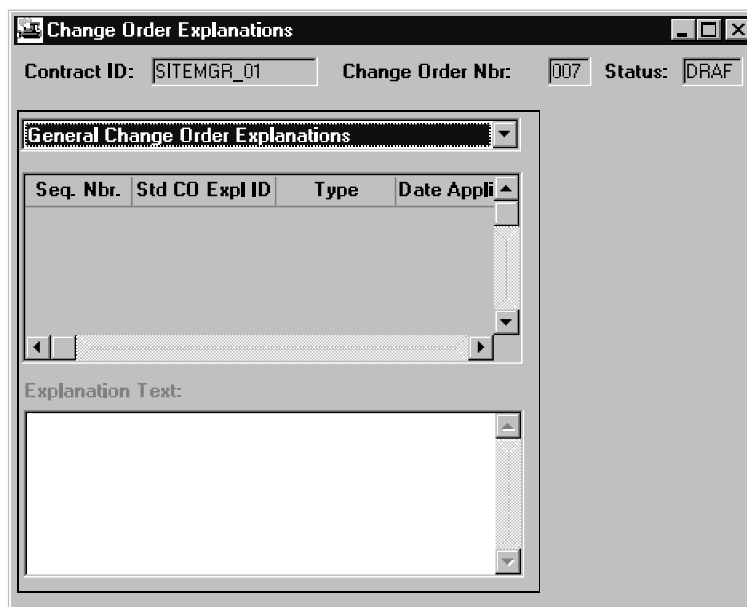 Change Order Explanations
Contract ID: SITEMGR_01 Change Order Nbr: 007 Status: DRAF
General Change Order Explanations
Seq. Nbr. Std CO Expl ID Type Date Appli
Explanation Text: